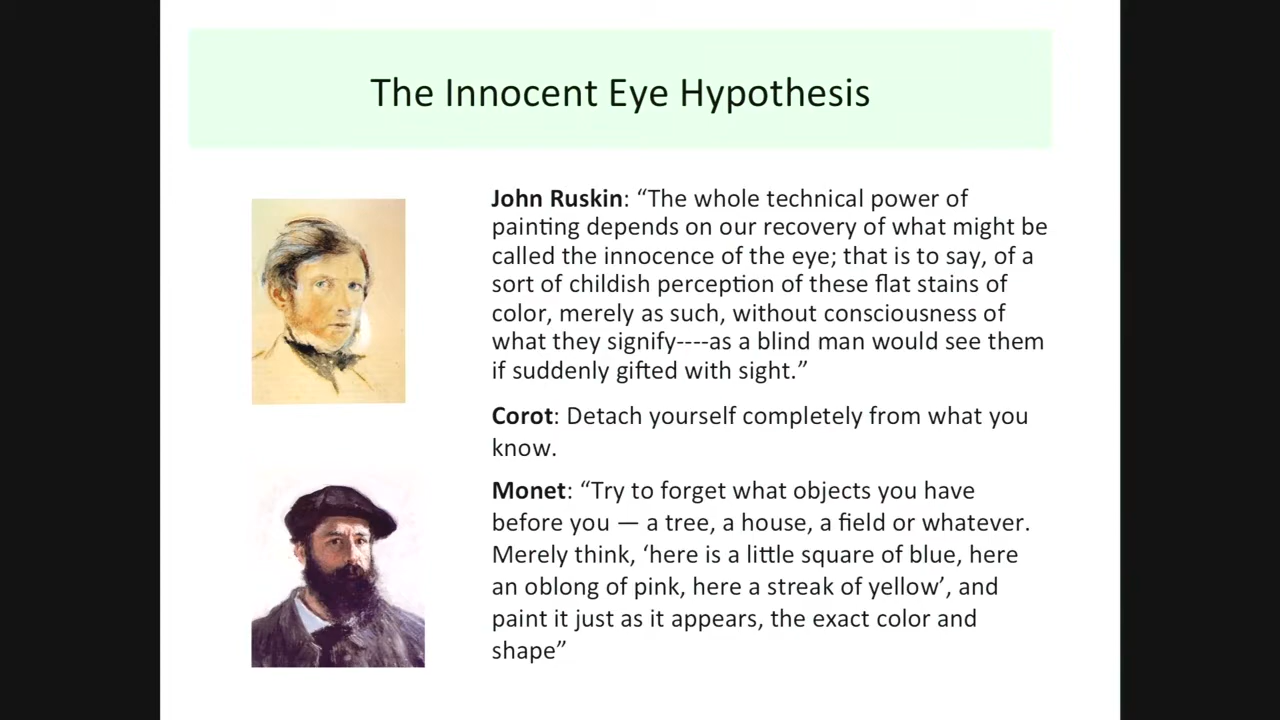 The Innocent Eye Hypothesis
John Ruskin: “The whole technical power of
painting depends on our recovery of what might be
called the innocence of the eye; that is to say, of a
sort of childish perception of these flat stains of
color, merely as such, without consciousness of
what they signify----as a blind man would see them
if suddenly gifted with sight.”
Corot: Detach yourself completely from what you
know.
Monet: “Try to forget what objects you have
before you — a tree, a house, a field or whatever.
Merely think, ‘here is a little square of blue, here
an oblong of pink, here a streak of yellow’, and
paint it just as it appears, the exact color and
shape”